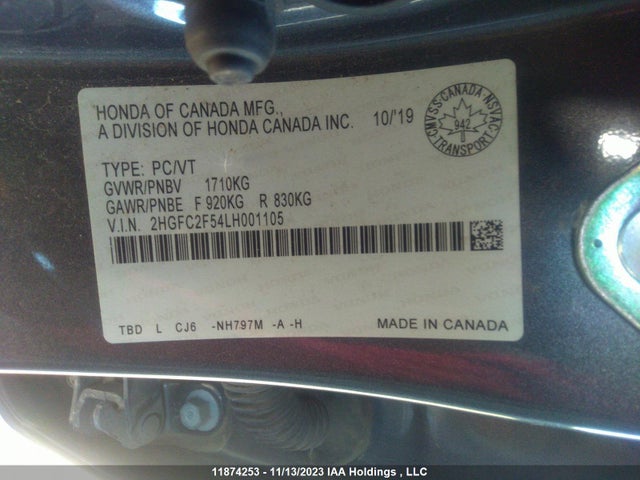 HONDA OF CANADA MFG.,
A DIVISION OF HONDA CANADA INC. 10/'19
CMVSS·CANADA·NSVAC
942
TRANSPORT
TYPE: PC/VT
GVWR/PNBV 1710KG
GAWR/PNBE F 920KG R 830KG
V.I.N. 2HGFC2F54LH001105
TBD L CJ6 -NH797M -A -H MADE IN CANADA
11874253 - 11/13/2023 IAA Holdings , LLC